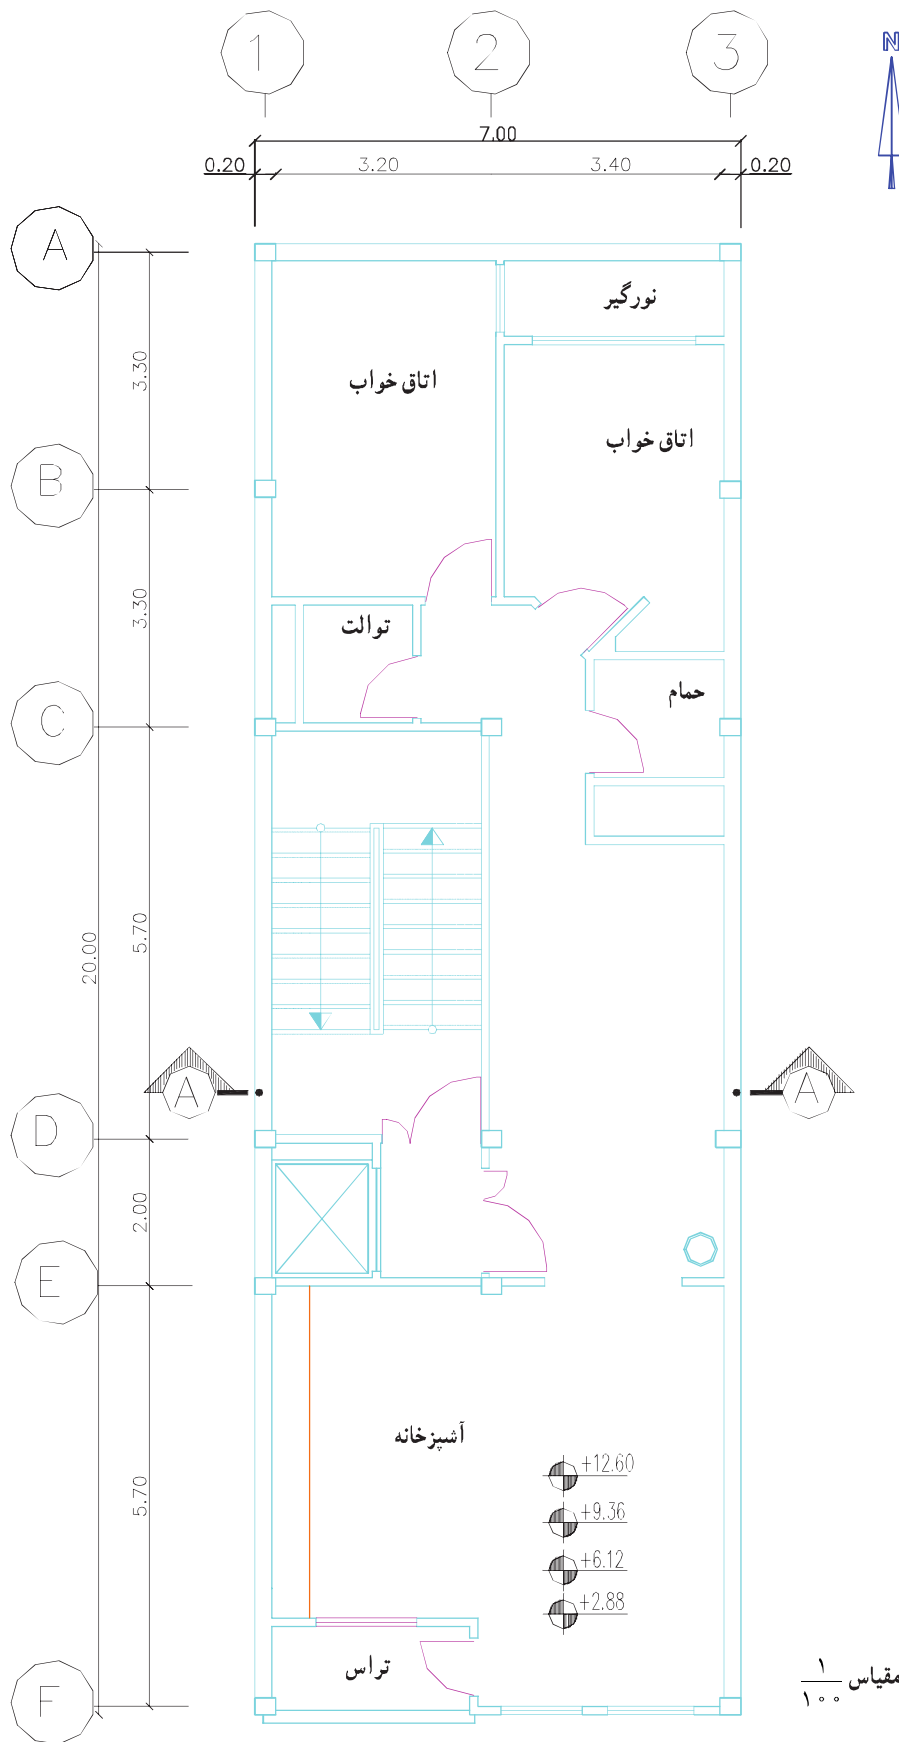 1 2 3
N
7.00
0.20 3.20 3.40 0.20
A
نورگیر
3.30
اتاق خواب
اتاق خواب
B
3.30
توالت
حمام
C
5.70
20.00
A A
D
2.00
E
آشپزخانه
+12.60
5.70
+9.36
+6.12
+2.88
تراس
مقیاس ۱/۱۰۰
F